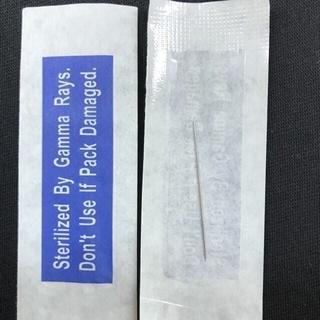 Sterilized By Gamma Rays.
Don't Use If Pack Damaged.